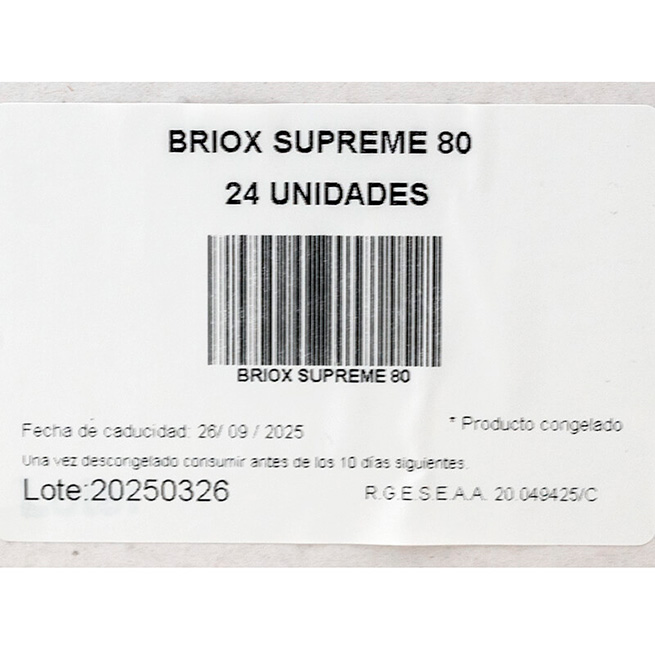 BRIOX SUPREME 80
24 UNIDADES
BRIOX SUPREME 80
Fecha de caducidad: 26/ 09 / 2025
* Producto congelado
Una vez descongelado consumir antes de los 10 días siguientes.
Lote:20250326
R.G.E.S.E.A.A. 20.049425/C